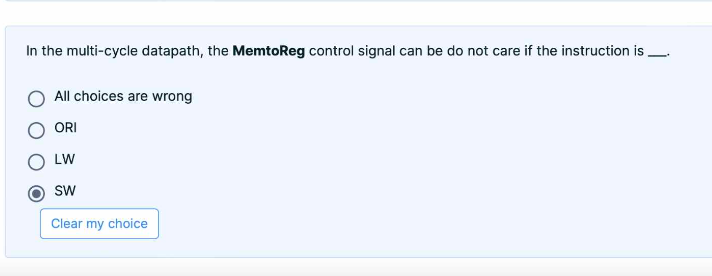 In the multi-cycle datapath, the MemtoReg control signal can be do not care if the instruction is ___.
All choices are wrong
ORI
LW
SW
Clear my choice